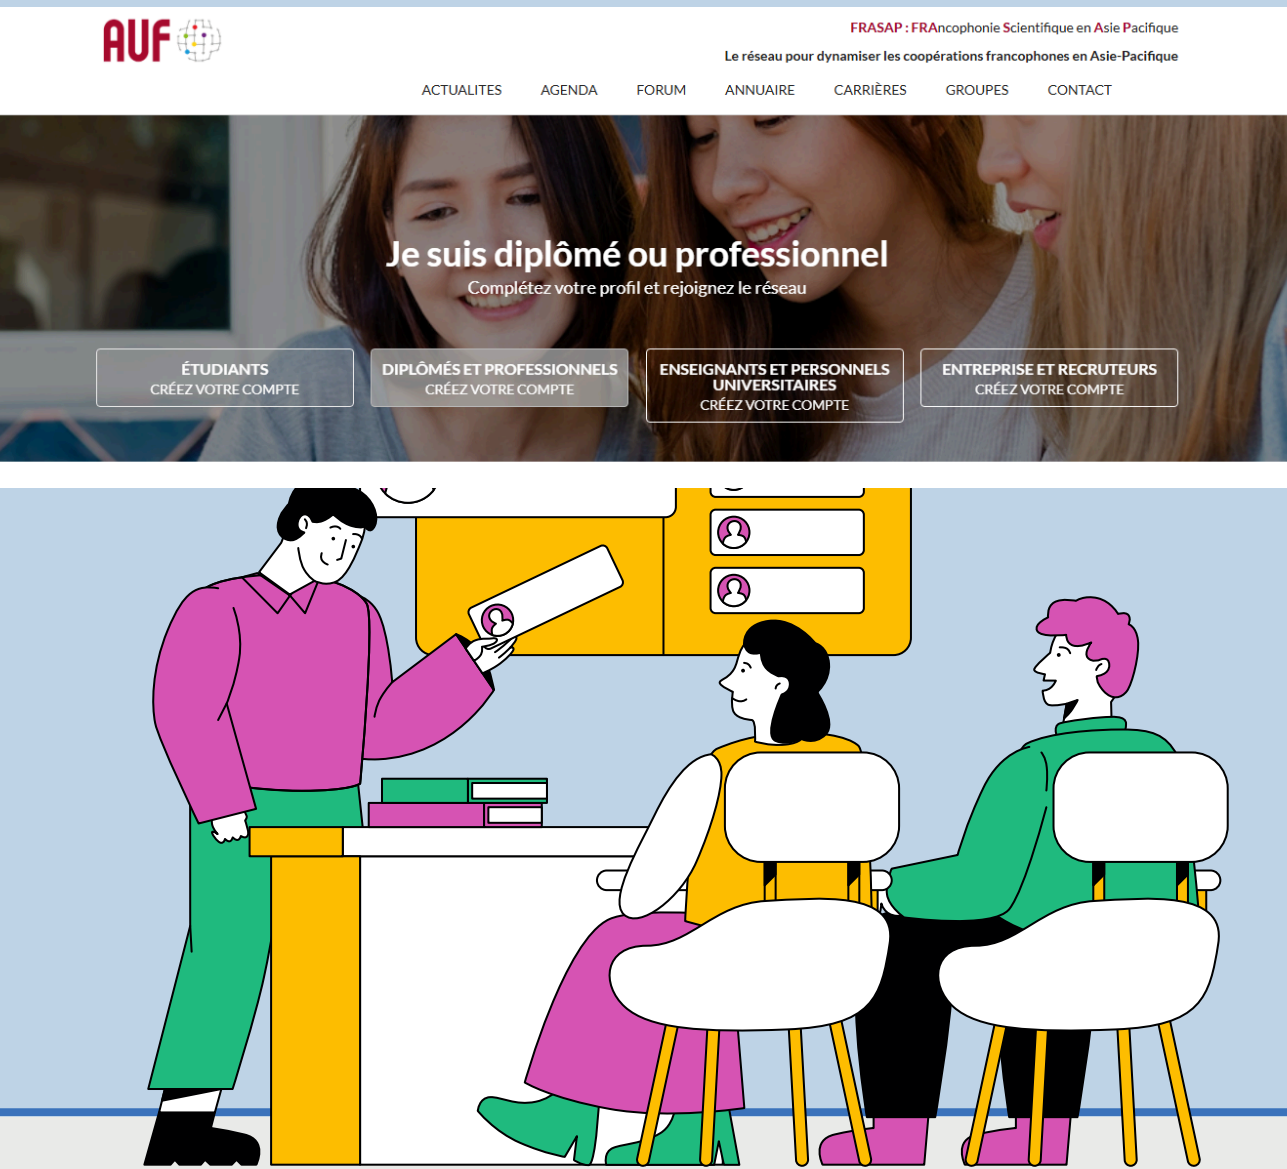 AUF
FRASAP : FRAncophonie Scientifique en Asie Pacifique
Le réseau pour dynamiser les coopérations francophones en Asie-Pacifique
ACTUALITES AGENDA FORUM ANNUAIRE CARRIÈRES GROUPES CONTACT
Je suis diplômé ou professionnel
Complétez votre profil et rejoignez le réseau
ÉTUDIANTS
CRÉEZ VOTRE COMPTE
DIPLÔMÉS ET PROFESSIONNELS
CRÉEZ VOTRE COMPTE
ENSEIGNANTS ET PERSONNELS
UNIVERSITAIRES
CRÉEZ VOTRE COMPTE
ENTREPRISE ET RECRUTEURS
CRÉEZ VOTRE COMPTE